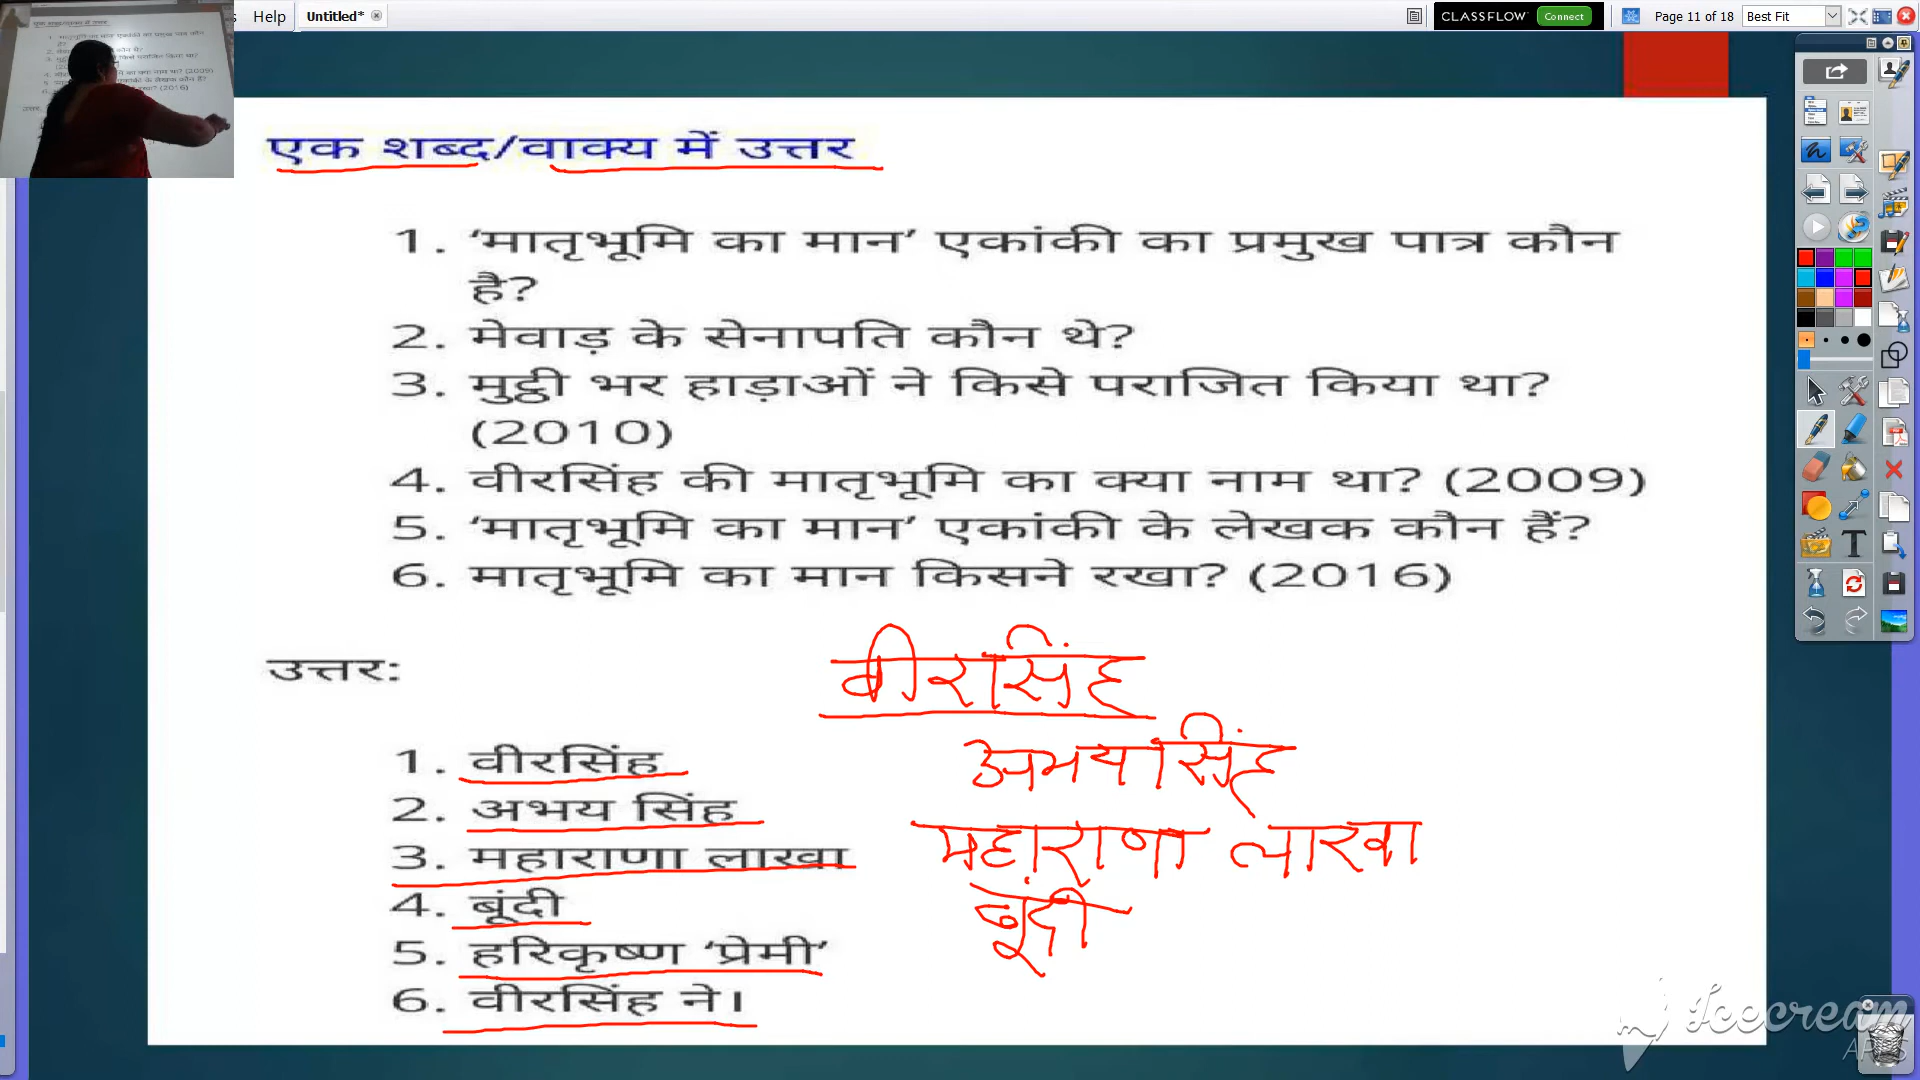 Help
Untitled*
CLASSFLOW Connect
Page 11 of 18
Best Fit
एक शब्द/वाक्य में उत्तर
1. ‘मातृभूमि का मान’ एकांकी का प्रमुख पात्र कौन
है?
2. मेवाड़ के सेनापति कौन थे?
3. मुट्ठी भर हाड़ाओं ने किसे पराजित किया था?
(2010)
4. वीरसिंह की मातृभूमि का क्या नाम था? (2009)
5. ‘मातृभूमि का मान’ एकांकी के लेखक कौन हैं?
6. मातृभूमि का मान किसने रखा? (2016)
उत्तर:
वीरसिंह
1. वीरसिंह
अभय सिंह
2. अभय सिंह
महाराणा लाखा
3. महाराणा लाखा
4. बूंदी
बूंदी
5. हरिकृष्ण ‘प्रेमी’
6. वीरसिंह ने।
Icecream
APPS